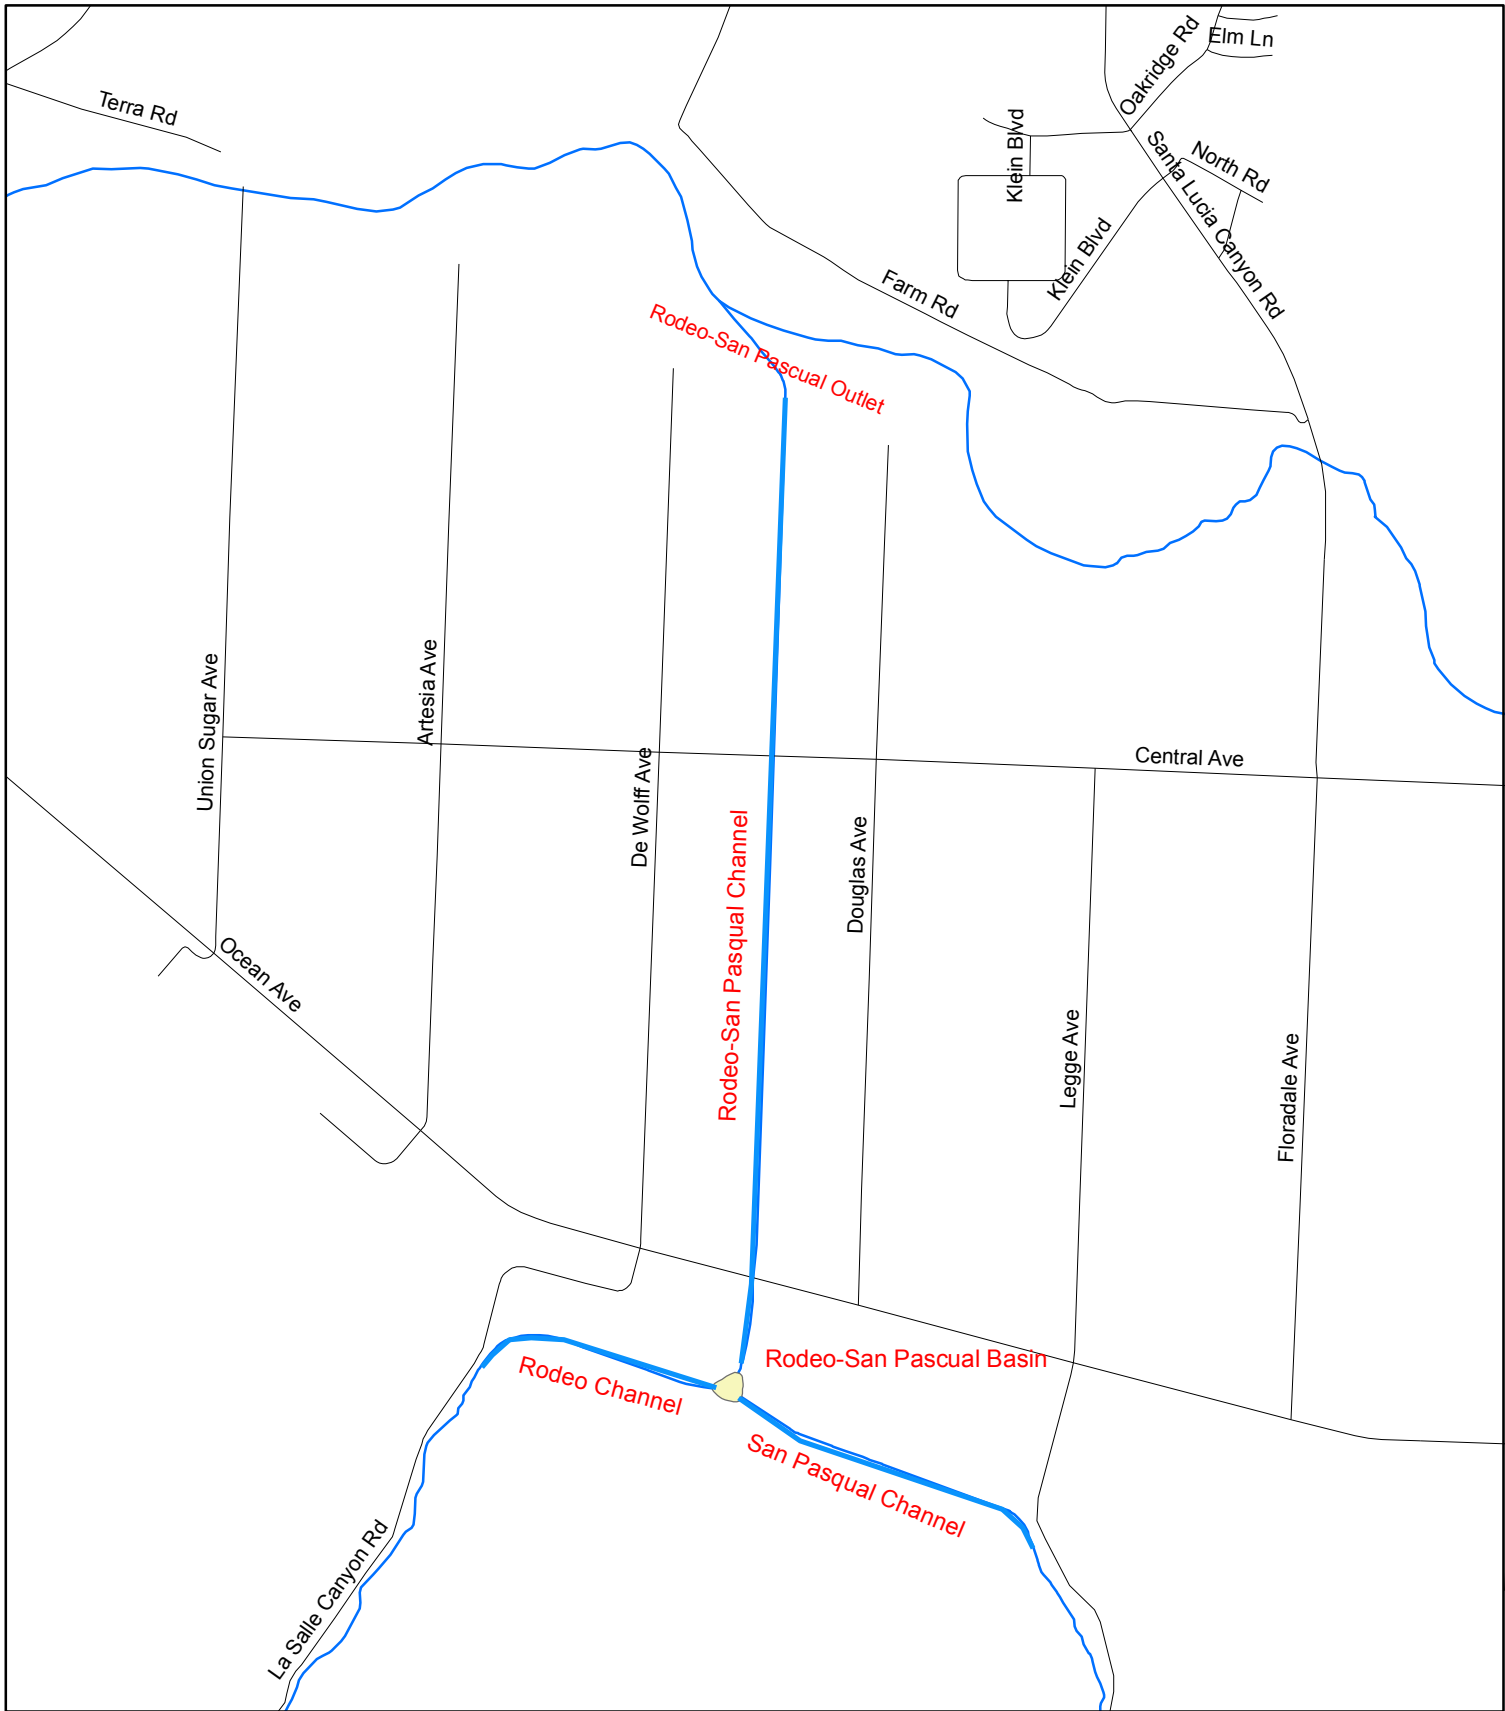 Oakridge Rd
Elm Ln
Terra Rd
Klein Blvd
Santa Lucia Canyon Rd
North Rd
Klein Blvd
Farm Rd
Rodeo-San Pascual Outlet
Union Sugar Ave
Artesia Ave
De Wolff Ave
Central Ave
Rodeo-San Pasqual Channel
Douglas Ave
Ocean Ave
Legge Ave
Floradale Ave
Rodeo-San Pascual Basin
Rodeo Channel
San Pasqual Channel
La Salle Canyon Rd